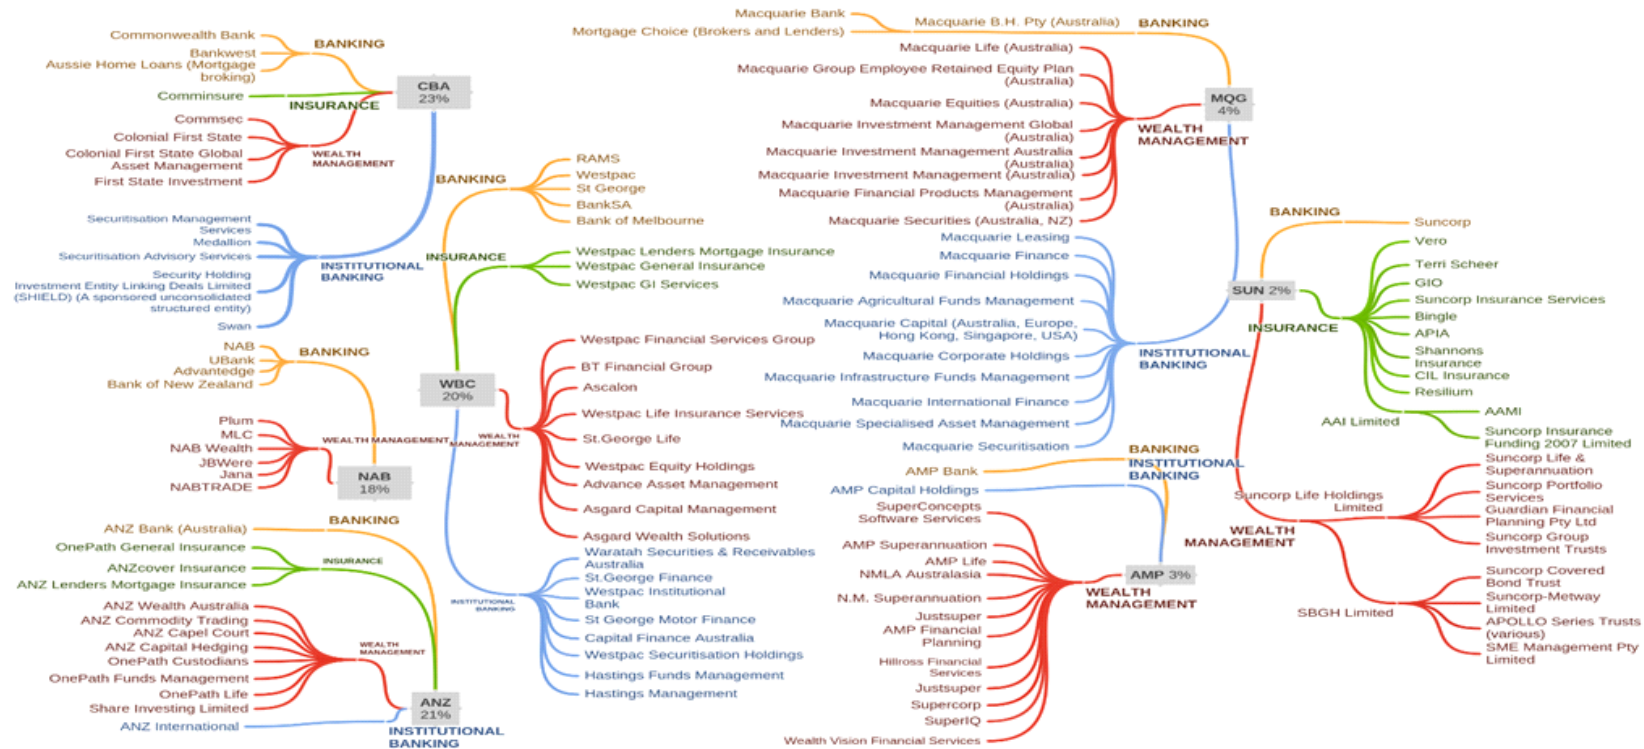 Commonwealth Bank
Bankwest
Aussie Home Loans (Mortgage
broking)
BANKING
Comminsure
INSURANCE
Commsec
Colonial First State
Colonial First State Global
Asset Management
First State Investment
WEALTH
MANAGEMENT
CBA
23%
Securitisation Management
Services
Medallion
Securitisation Advisory Services
Security Holding
Investment Entity Linking Deals Limited
(SHIELD) (A sponsored unconsolidated
structured entity)
Swan
INSTITUTIONAL
BANKING
NAB
UBank
Advantedge
Bank of New Zealand
BANKING
Plum
MLC
NAB Wealth
JBWere
Jana
NABTRADE
WEALTH MANAGEMENT
NAB
18%
ANZ Bank (Australia)
BANKING
OnePath General Insurance
ANZcover Insurance
ANZ Lenders Mortgage Insurance
INSURANCE
ANZ Wealth Australia
ANZ Commodity Trading
ANZ Capel Court
ANZ Capital Hedging
OnePath Custodians
OnePath Funds Management
OnePath Life
Share Investing Limited
WEALTH
MANAGEMENT
ANZ International
ANZ
21%
INSTITUTIONAL
BANKING
BANKING
RAMS
Westpac
St George
BankSA
Bank of Melbourne
INSURANCE
Westpac Lenders Mortgage Insurance
Westpac General Insurance
Westpac GI Services
WBC
20%
WEALTH
MANAGEMENT
Westpac Financial Services Group
BT Financial Group
Ascalon
Westpac Life Insurance Services
St.George Life
Westpac Equity Holdings
Advance Asset Management
Asgard Capital Management
Asgard Wealth Solutions
INSTITUTIONAL
BANKING
Waratah Securities & Receivables
Australia
St.George Finance
Westpac Institutional
Bank
St George Motor Finance
Capital Finance Australia
Westpac Securitisation Holdings
Hastings Funds Management
Hastings Management
Macquarie Bank
Mortgage Choice (Brokers and Lenders)
Macquarie B.H. Pty (Australia)
BANKING
Macquarie Life (Australia)
Macquarie Group Employee Retained Equity Plan
(Australia)
Macquarie Equities (Australia)
Macquarie Investment Management Global
(Australia)
Macquarie Investment Management Australia
(Australia)
Macquarie Investment Management (Australia)
Macquarie Financial Products Management
(Australia)
Macquarie Securities (Australia, NZ)
WEALTH
MANAGEMENT
MQG
4%
Macquarie Leasing
Macquarie Finance
Macquarie Financial Holdings
Macquarie Agricultural Funds Management
Macquarie Capital (Australia, Europe,
Hong Kong, Singapore, USA)
Macquarie Corporate Holdings
Macquarie Infrastructure Funds Management
Macquarie International Finance
Macquarie Specialised Asset Management
Macquarie Securitisation
INSTITUTIONAL
BANKING
AMP Bank
BANKING
AMP Capital Holdings
INSTITUTIONAL
BANKING
SuperConcepts
Software Services
AMP Superannuation
AMP Life
NMLA Australasia
N.M. Superannuation
Justsuper
AMP Financial
Planning
Hillross Financial
Services
Justsuper
Supercorp
SuperIQ
Wealth Vision Financial Services
AMP 3%
WEALTH
MANAGEMENT
BANKING
Suncorp
SUN 2%
INSURANCE
Vero
Terri Scheer
GIO
Suncorp Insurance Services
Bingle
APIA
Shannons
Insurance
CIL Insurance
Resilium
AAI Limited
AAMI
Suncorp Insurance
Funding 2007 Limited
WEALTH
MANAGEMENT
Suncorp Life Holdings
Limited
Suncorp Life &
Superannuation
Suncorp Portfolio
Services
Guardian Financial
Planning Pty Ltd
Suncorp Group
Investment Trusts
SBGH Limited
Suncorp Covered
Bond Trust
Suncorp-Metway
Limited
APOLLO Series Trusts
(various)
SME Management Pty
Limited